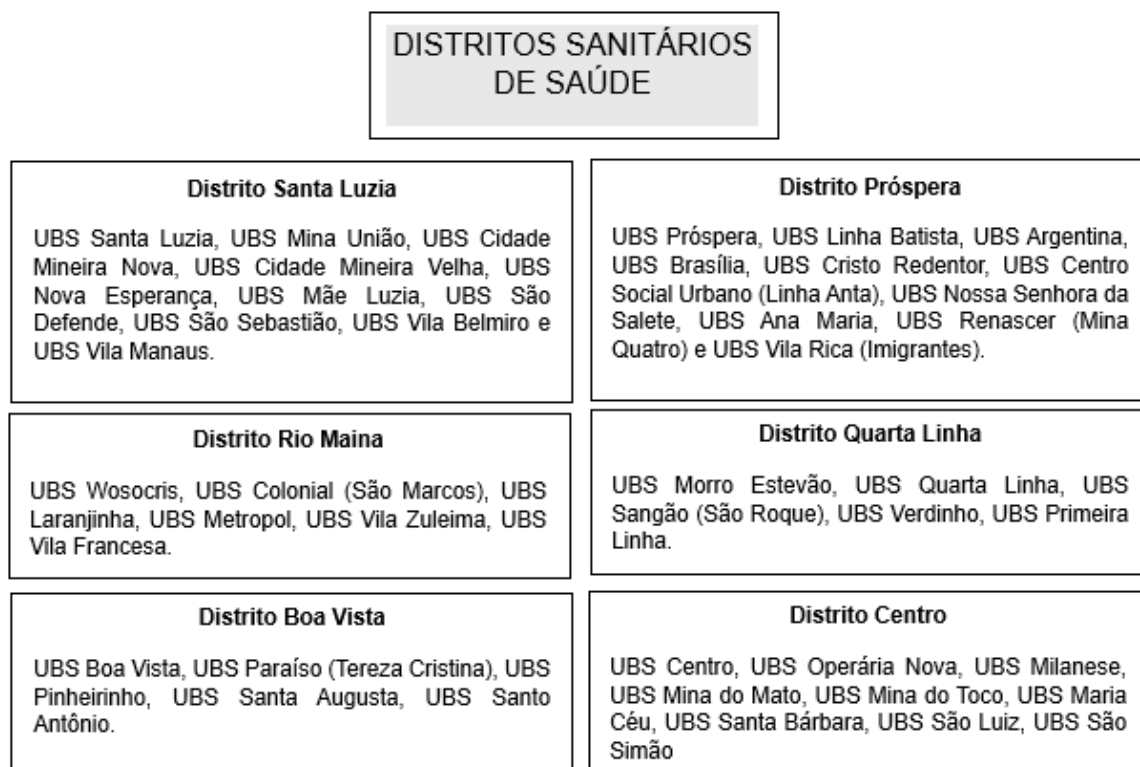 DISTRITOS SANITÁRIOS
DE SAÚDE
Distrito Santa Luzia
UBS Santa Luzia, UBS Mina União, UBS Cidade
Mineira Nova, UBS Cidade Mineira Velha, UBS
Nova Esperança, UBS Mãe Luzia, UBS São
Defende, UBS São Sebastião, UBS Vila Belmiro e
UBS Vila Manaus.
Distrito Próspera
UBS Próspera, UBS Linha Batista, UBS Argentina,
UBS Brasília, UBS Cristo Redentor, UBS Centro
Social Urbano (Linha Anta), UBS Nossa Senhora da
Salete, UBS Ana Maria, UBS Renascer (Mina
Quatro) e UBS Vila Rica (Imigrantes).
Distrito Rio Maina
UBS Wosocris, UBS Colonial (São Marcos), UBS
Laranjinha, UBS Metropol, UBS Vila Zuleima, UBS
Vila Francesa.
Distrito Quarta Linha
UBS Morro Estevão, UBS Quarta Linha, UBS
Sangão (São Roque), UBS Verdinho, UBS Primeira
Linha.
Distrito Boa Vista
UBS Boa Vista, UBS Paraíso (Tereza Cristina), UBS
Pinheirinho, UBS Santa Augusta, UBS Santo
Antônio.
Distrito Centro
UBS Centro, UBS Operária Nova, UBS Milanese,
UBS Mina do Mato, UBS Mina do Toco, UBS Maria
Céu, UBS Santa Bárbara, UBS São Luiz, UBS São
Simão